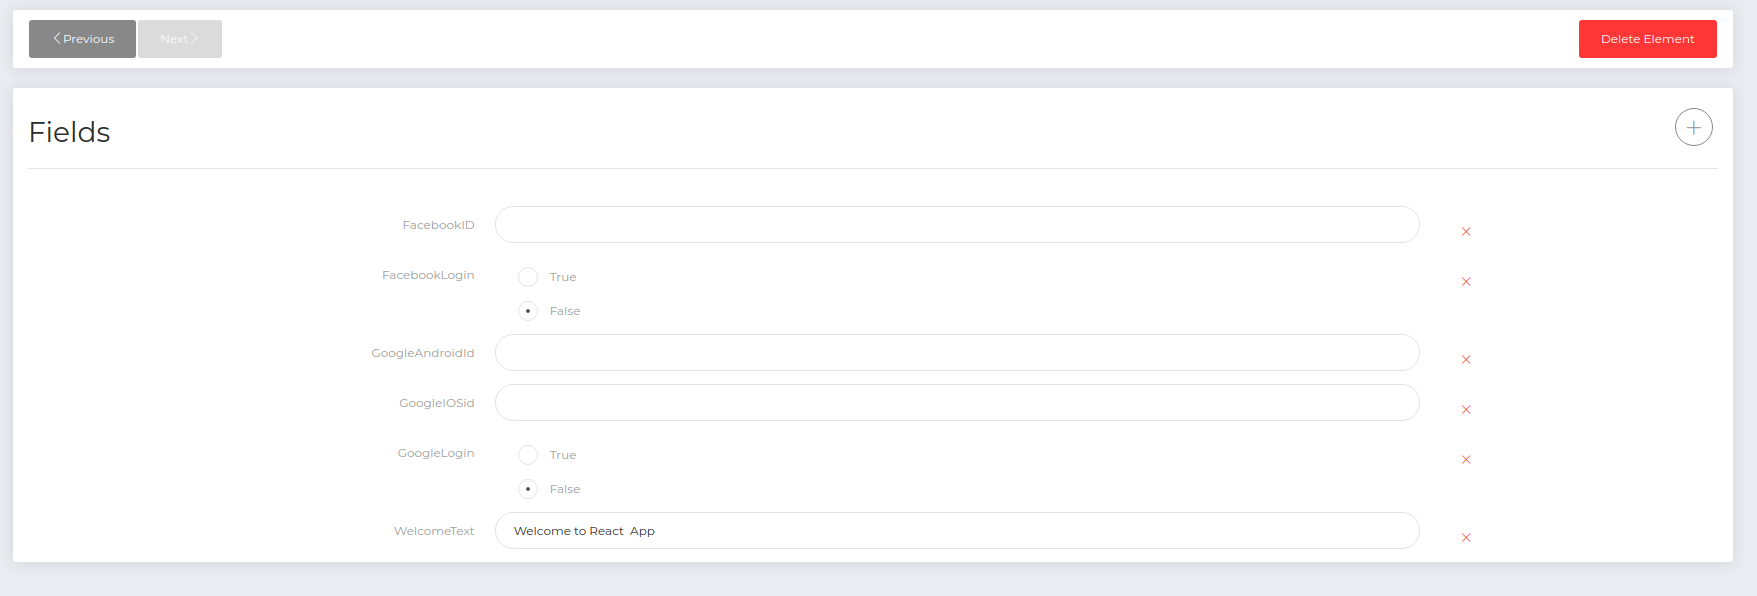 Previous Next Delete Element
Fields
FacebookID
FacebookLogin True
False
GoogleAndroidId
GoogleIOSid
GoogleLogin True
False
WelcomeText Welcome to React  App